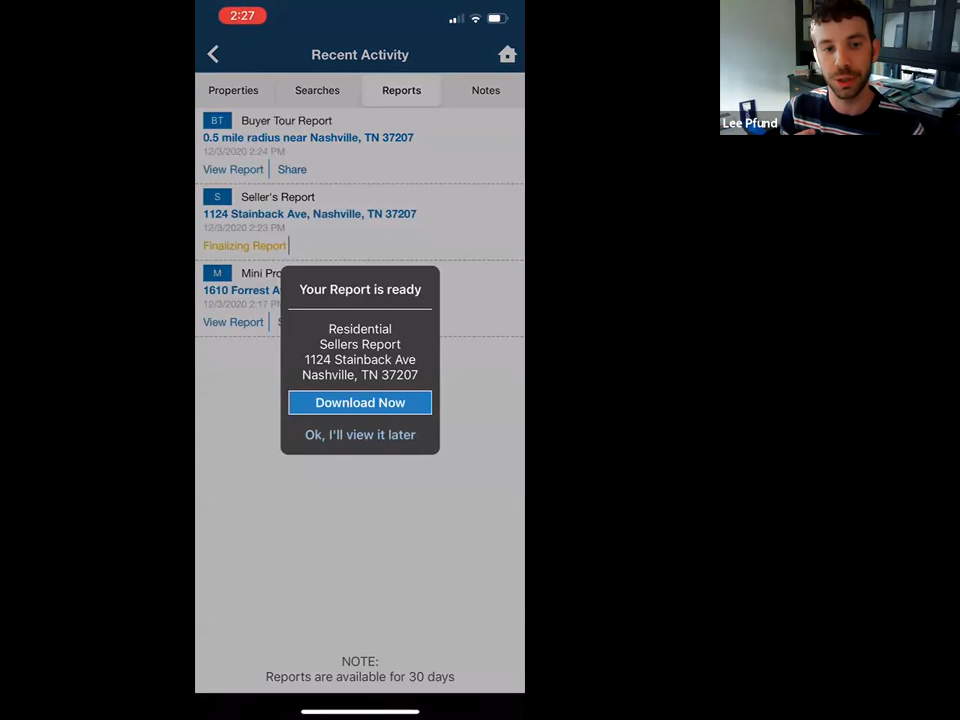 2:27
Recent Activity
Properties Searches Reports Notes
BT Buyer Tour Report
0.5 mile radius near Nashville, TN 37207
12/3/2020 2:24 PM
View Report Share
S Seller's Report
1124 Stainback Ave, Nashville, TN 37207
12/3/2020 2:23 PM
Finalizing Report
M Mini Pro
1610 Forrest A
12/3/2020 2:17 P
View Report S
Your Report is ready
Residential
Sellers Report
1124 Stainback Ave
Nashville, TN 37207
Download Now
Ok, I'll view it later
NOTE:
Reports are available for 30 days
Lee Pfund